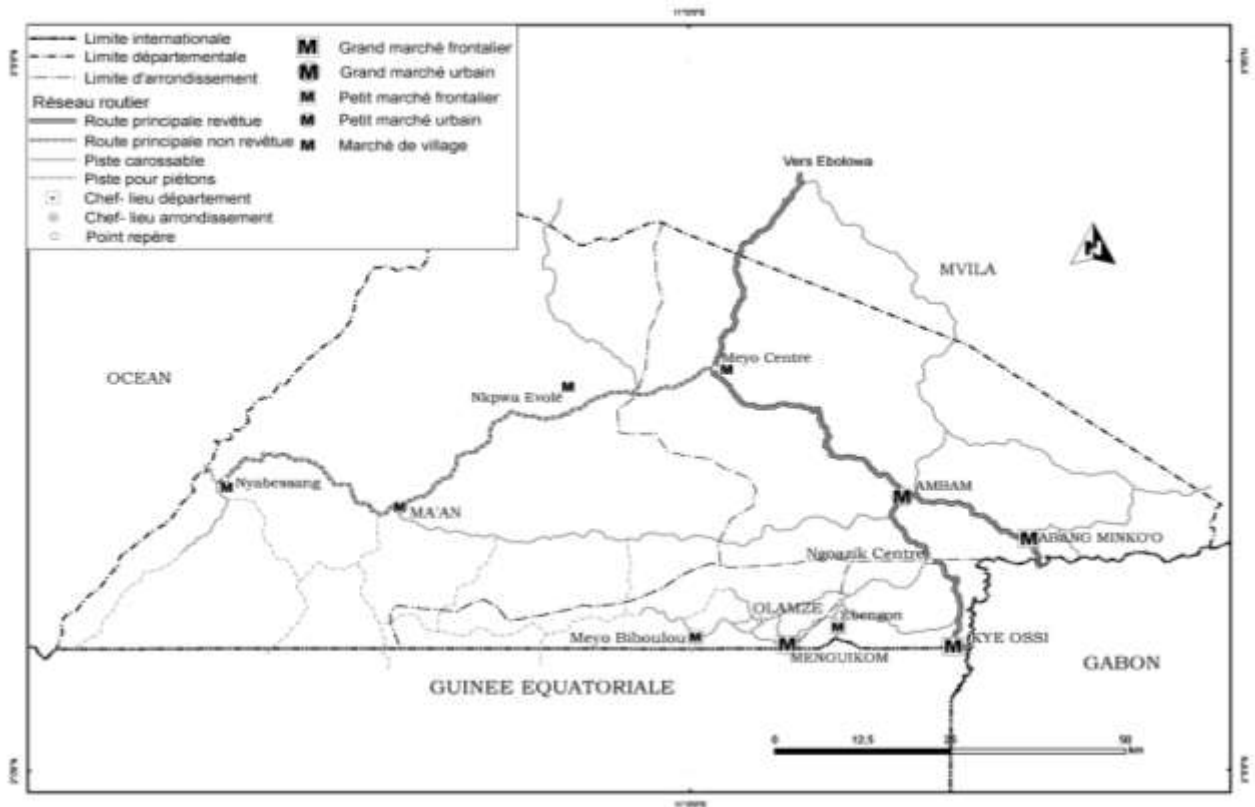 Limite internationale
Limite départementale
Limite d'arrondissement
Réseau routier
Route principale revêtue
Route principale non revêtue
Piste carossable
Piste pour piétons
Chef- lieu département
Chef- lieu arrondissement
Point repère
M Grand marché frontalier
M Grand marché urbain
M Petit marché frontalier
M Petit marché urbain
M Marché de village
Vers Ebolowa
N
MVILA
OCEAN
Meyo Centre
M
M
Nkpwa Evolé
M Nyabessang
M AMBAM
M
MA'AN
M ABANG MINKO'O
Ngoazik Centre
OLAMZE
Ebengon
M
Meyo Biboulou M
M
MENGUIKOM
M KYE OSSI
GABON
GUINEE EQUATORIALE
0 12,5 25 50
km